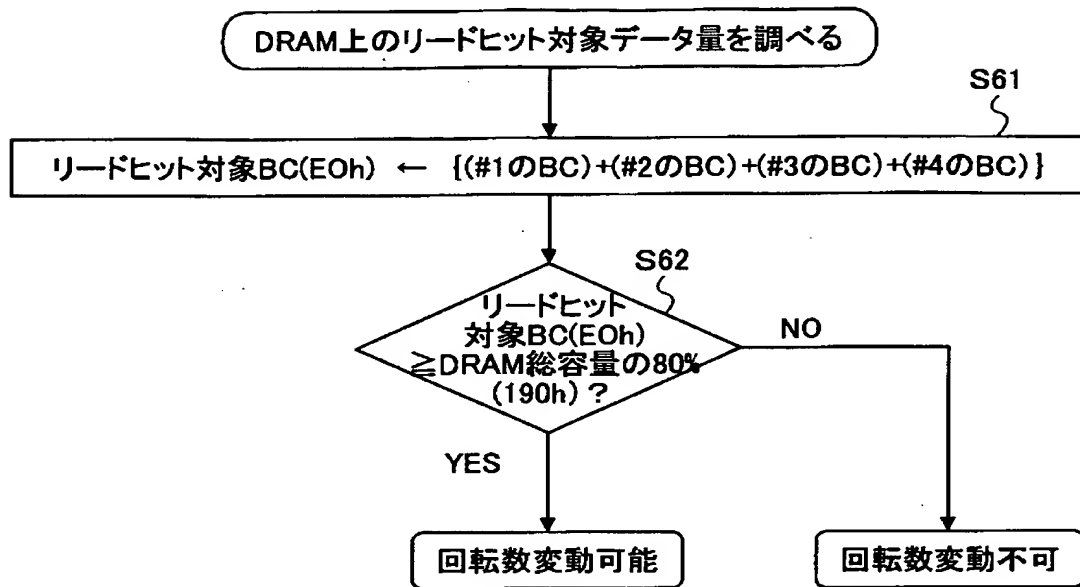 DRAM上のリードヒット対象データ量を調べる
S61
リードヒット対象BC(E0h) ← {(#1のBC)+(#2のBC)+(#3のBC)+(#4のBC)}
S62
リードヒット
対象BC(E0h)
≧DRAM総容量の80%
(190h)?
NO
YES
回転数変動可能
回転数変動不可